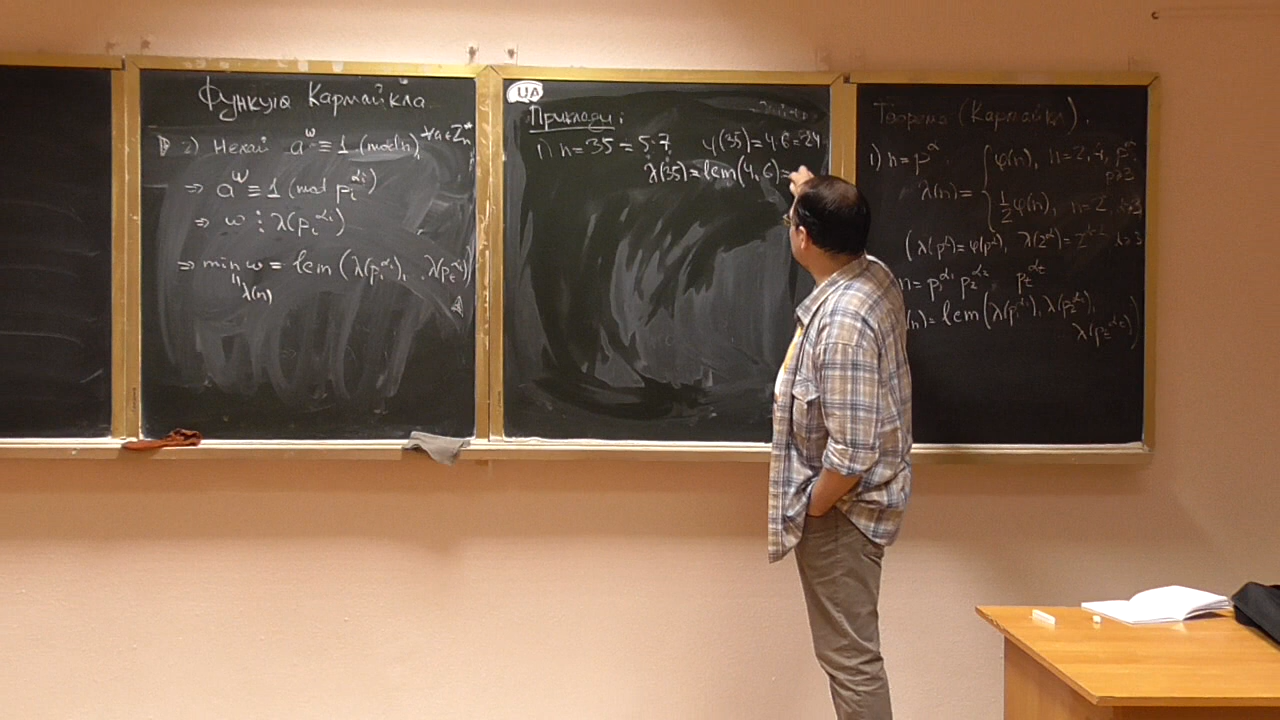 Функція Кармайкла
▷ 2) Нехай a^w ≡ 1 (mod n), ∀a∈Z_n^*
⇒ a^w ≡ 1 (mod p_i^{α_i})
⇒ w ⋮ λ(p_i^{α_i})
⇒ min w = lcm (λ(p_1^{α_1}), λ(p_t^{α_t}))
λ(n)
UA
Приклади:
1) n = 35 = 5·7, φ(35) = 4·6 = 24
λ(35) = lcm(4, 6) =
Теорема (Кармайкл).
1) n = p^α
λ(n) = { φ(n), n = 2, 4, p^α, p≥3
½φ(n), n = 2^α, α≥3
(λ(p^α) = φ(p^α), λ(2^α) = 2^{α-2}, α≥3
n = p_1^{α_1} p_2^{α_2} p_t^{α_t}
(n) = lcm(λ(p_1^{α_1}), λ(p_2^{α_2}),
λ(p_t^{α_t}))